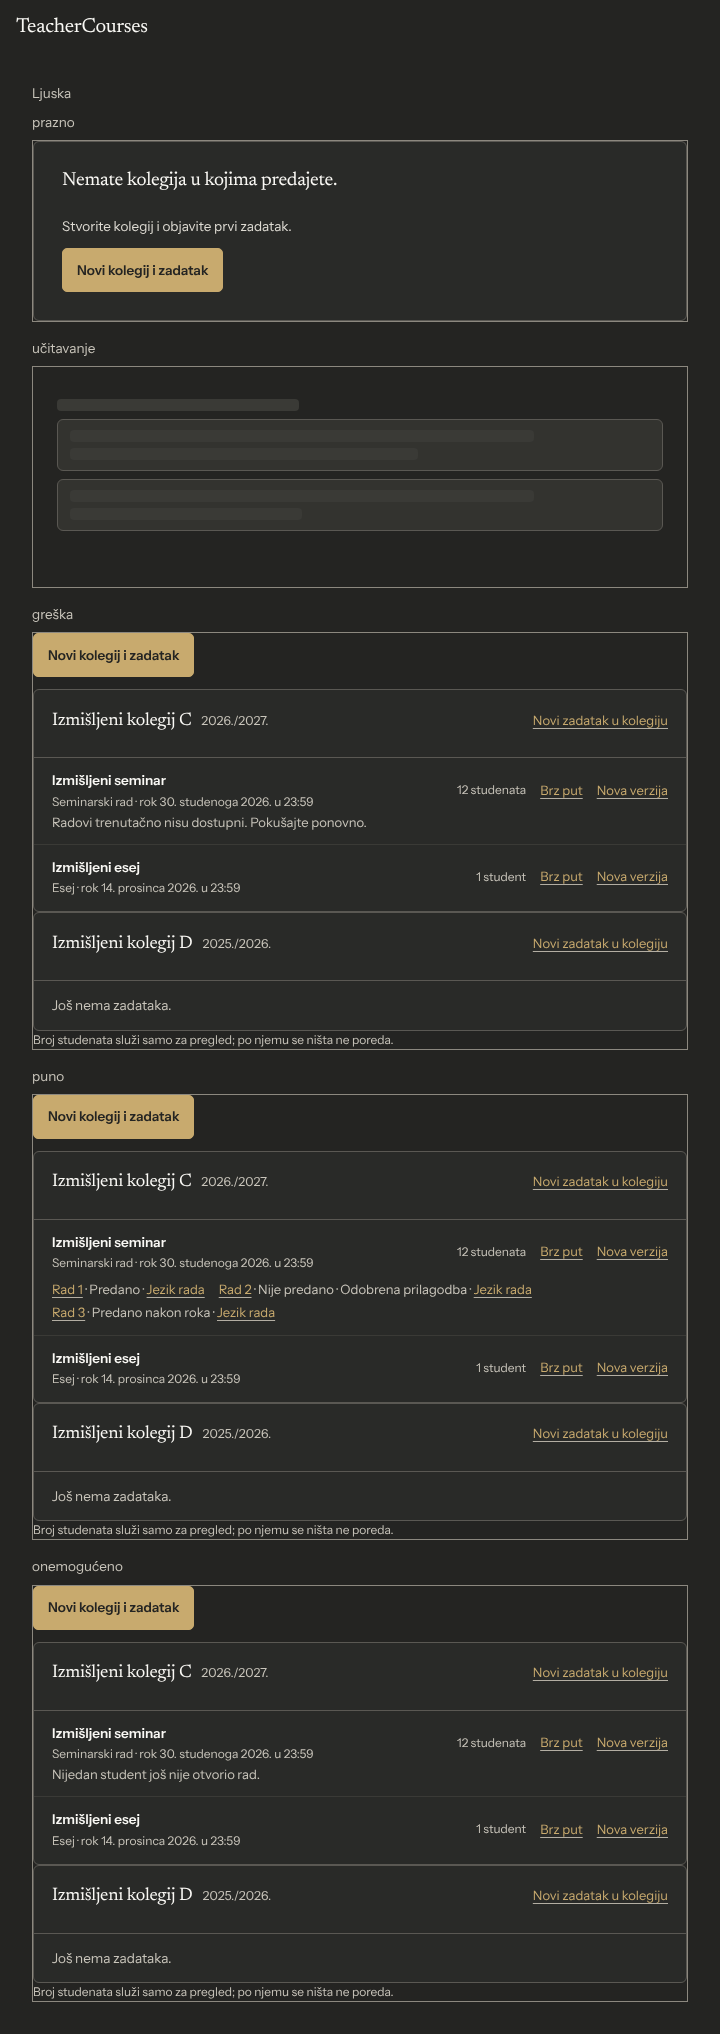 TeacherCourses
Ljuska
prazno
Nemate kolegija u kojima predajete.
Stvorite kolegij i objavite prvi zadatak.
Novi kolegij i zadatak
učitavanje
greška
Novi kolegij i zadatak
Izmišljeni kolegij C 2026./2027. Novi zadatak u kolegiju
Izmišljeni seminar
Seminarski rad · rok 30. studenoga 2026. u 23:59 12 studenata Brz put Nova verzija
Radovi trenutačno nisu dostupni. Pokušajte ponovno.
Izmišljeni esej
Esej · rok 14. prosinca 2026. u 23:59 1 student Brz put Nova verzija
Izmišljeni kolegij D 2025./2026. Novi zadatak u kolegiju
Još nema zadataka.
Broj studenata služi samo za pregled; po njemu se ništa ne poreda.
puno
Novi kolegij i zadatak
Izmišljeni kolegij C 2026./2027. Novi zadatak u kolegiju
Izmišljeni seminar
Seminarski rad · rok 30. studenoga 2026. u 23:59 12 studenata Brz put Nova verzija
Rad 1 · Predano · Jezik rada Rad 2 · Nije predano · Odobrena prilagodba · Jezik rada
Rad 3 · Predano nakon roka · Jezik rada
Izmišljeni esej
Esej · rok 14. prosinca 2026. u 23:59 1 student Brz put Nova verzija
Izmišljeni kolegij D 2025./2026. Novi zadatak u kolegiju
Još nema zadataka.
Broj studenata služi samo za pregled; po njemu se ništa ne poreda.
onemogućeno
Novi kolegij i zadatak
Izmišljeni kolegij C 2026./2027. Novi zadatak u kolegiju
Izmišljeni seminar
Seminarski rad · rok 30. studenoga 2026. u 23:59 12 studenata Brz put Nova verzija
Nijedan student još nije otvorio rad.
Izmišljeni esej
Esej · rok 14. prosinca 2026. u 23:59 1 student Brz put Nova verzija
Izmišljeni kolegij D 2025./2026. Novi zadatak u kolegiju
Još nema zadataka.
Broj studenata služi samo za pregled; po njemu se ništa ne poreda.